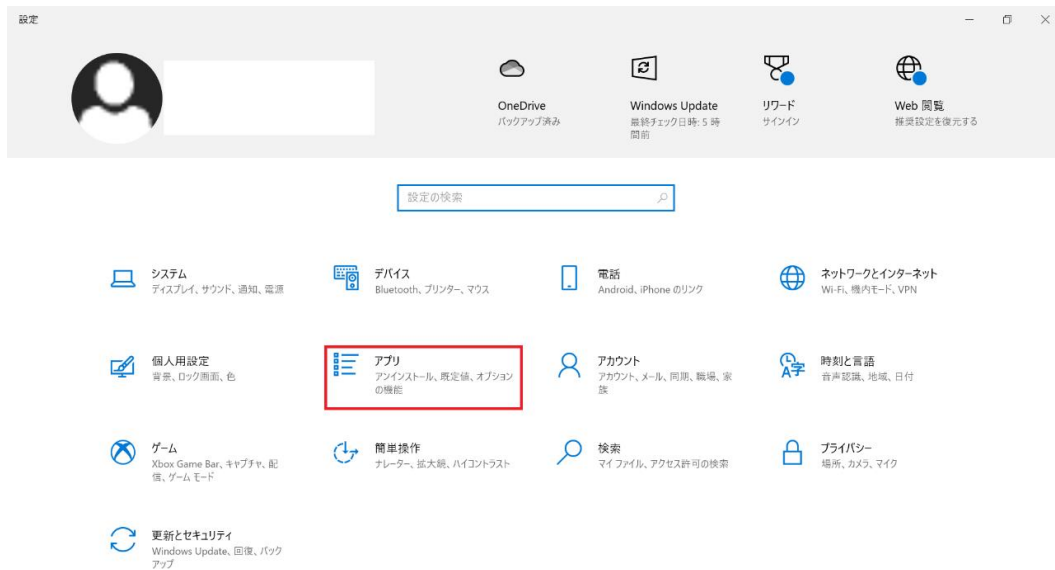 設定
OneDrive
バックアップ済み
Windows Update
最終チェック日時: 5 時
間前
リワード
サインイン
Web 閲覧
推奨設定を復元する
設定の検索
システム
ディスプレイ、サウンド、通知、電源
デバイス
Bluetooth、プリンター、マウス
電話
Android、iPhone のリンク
ネットワークとインターネット
Wi-Fi、機内モード、VPN
個人用設定
背景、ロック画面、色
アプリ
アンインストール、既定値、オプション
の機能
アカウント
アカウント、メール、同期、職場、家
族
時刻と言語
音声認識、地域、日付
ゲーム
Xbox Game Bar、キャプチャ、配
信、ゲーム モード
簡単操作
ナレーター、拡大鏡、ハイコントラスト
検索
マイ ファイル、アクセス許可の検索
プライバシー
場所、カメラ、マイク
更新とセキュリティ
Windows Update、回復、バック
アップ